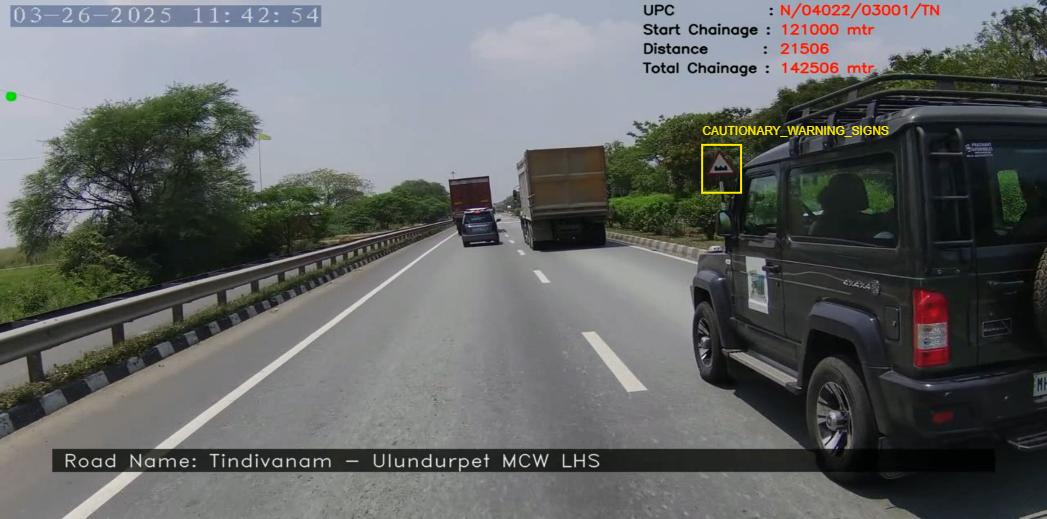 03-26-2025 11:42:54
UPC : N/04022/03001/TN
Start Chainage : 121000 mtr
Distance : 21506
Total Chainage : 142506 mtr
CAUTIONARY_WARNING_SIGNS
4x4x4
Road Name: Tindivanam - Ulundurpet MCW LHS